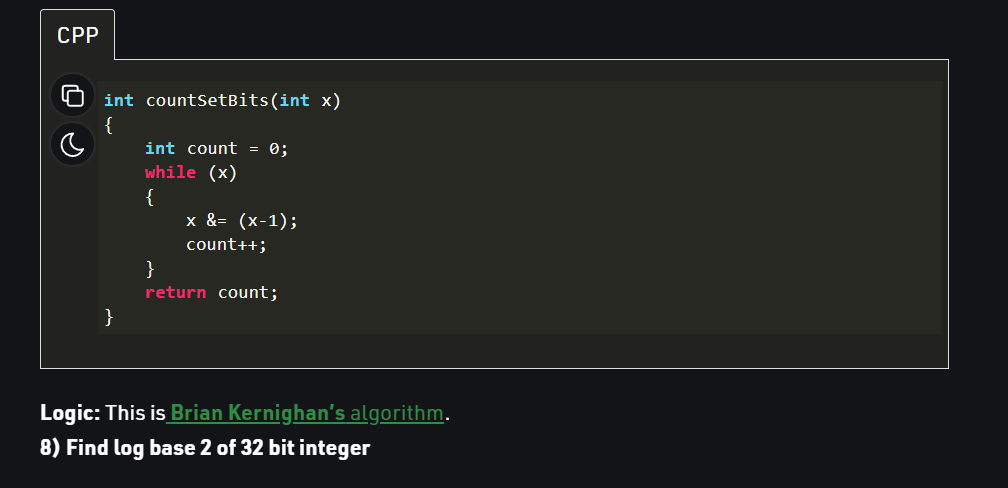 CPP
int countSetBits(int x)
{
    int count = 0;
    while (x)
    {
        x &= (x-1);
        count++;
    }
    return count;
}
Logic: This is Brian Kernighan's algorithm.
8) Find log base 2 of 32 bit integer